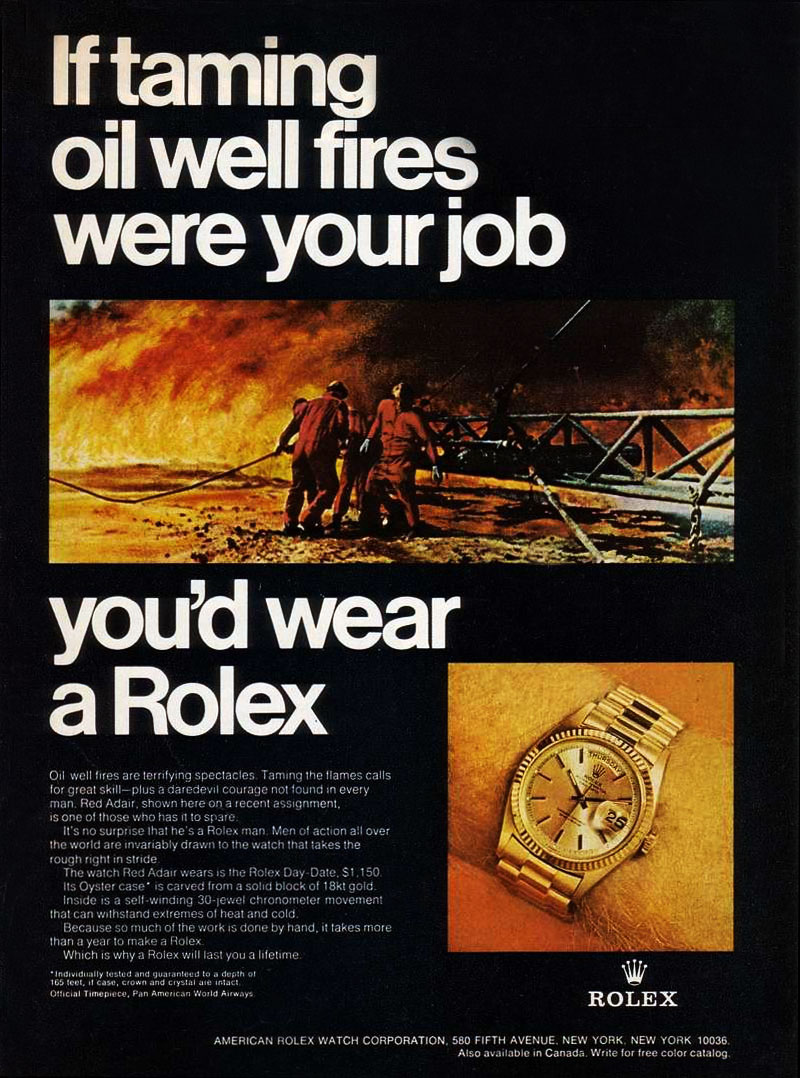 If taming
oil well fires
were your job
you'd wear
a Rolex
Oil well fires are terrifying spectacles. Taming the flames calls
for great skill—plus a daredevil courage not found in every
man. Red Adair, shown here on a recent assignment,
is one of those who has it to spare.
It's no surprise that he's a Rolex man. Men of action all over
the world are invariably drawn to the watch that takes the
rough right in stride.
The watch Red Adair wears is the Rolex Day-Date, $1,150.
Its Oyster case* is carved from a solid block of 18kt gold.
Inside is a self-winding 30-jewel chronometer movement
that can withstand extremes of heat and cold.
Because so much of the work is done by hand, it takes more
than a year to make a Rolex.
Which is why a Rolex will last you a lifetime.
*Individually tested and guaranteed to a depth of
165 feet, if case, crown and crystal are intact.
Official Timepiece, Pan American World Airways.
THURSDAY
ROLEX
26
ROLEX
AMERICAN ROLEX WATCH CORPORATION, 580 FIFTH AVENUE, NEW YORK, NEW YORK 10036.
Also available in Canada. Write for free color catalog.